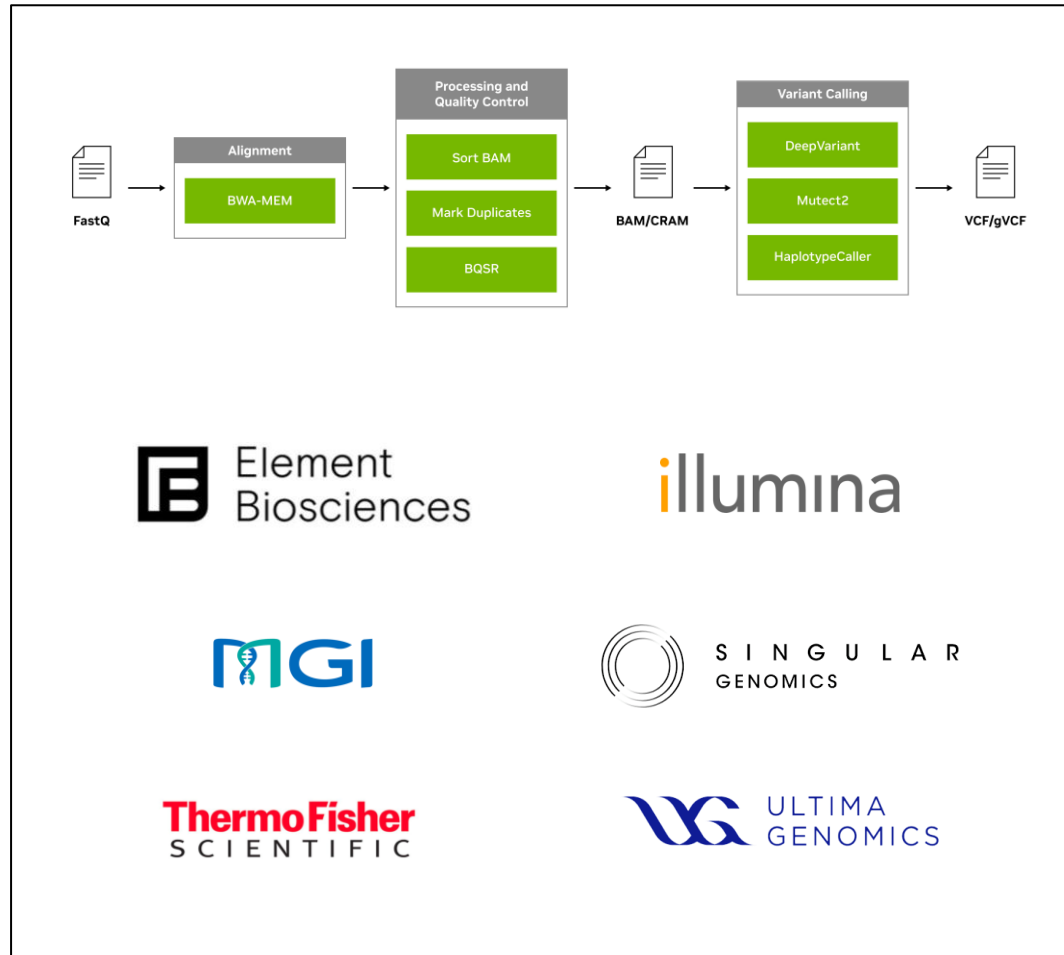 Processing and
Quality Control
Variant Calling
Alignment
Sort BAM
DeepVariant
BWA-MEM
Mark Duplicates
Mutect2
FastQ
BAM/CRAM
VCF/gVCF
BQSR
HaplotypeCaller
Element
Biosciences
illumina
MGI
SINGULAR
GENOMICS
ThermoFisher
SCIENTIFIC
UG
ULTIMA
GENOMICS